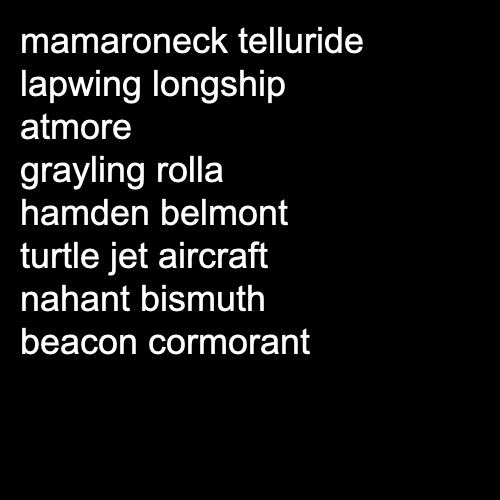 mamaroneck telluride
lapwing longship
atmore
grayling rolla
hamden belmont
turtle jet aircraft
nahant bismuth
beacon cormorant